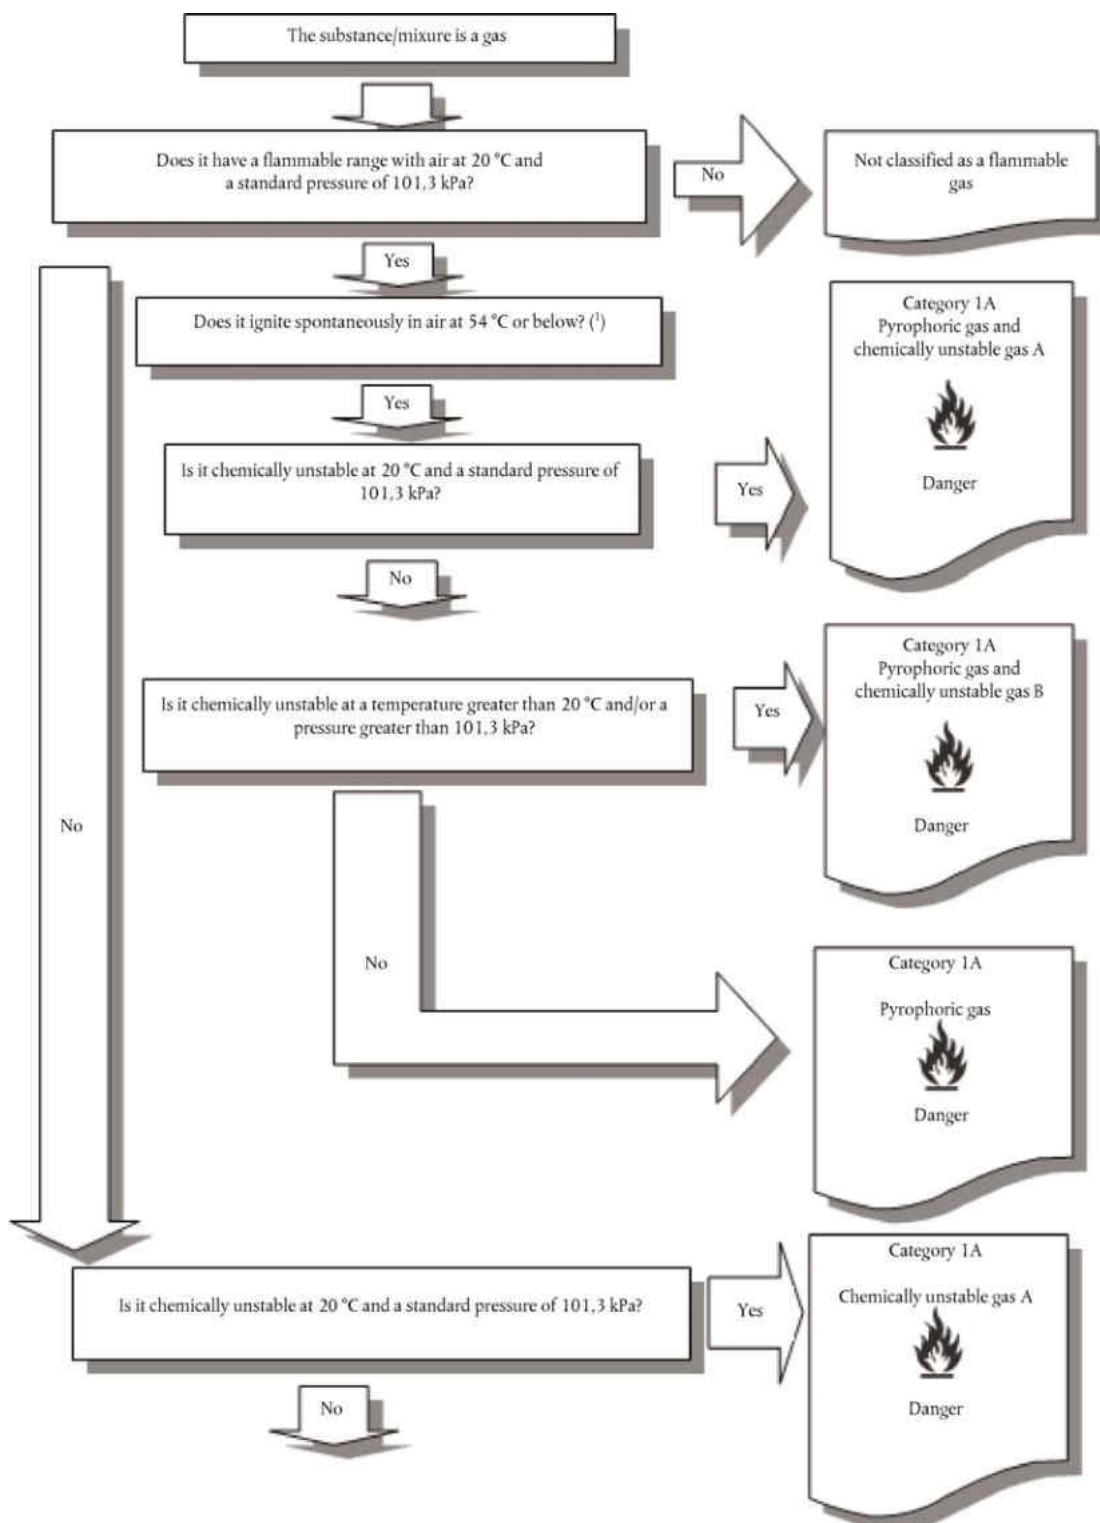 The substance/mixure is a gas
Does it have a flammable range with air at 20 °C and
a standard pressure of 101,3 kPa?
No
Not classified as a flammable
gas
Yes
Does it ignite spontaneously in air at 54 °C or below? (¹)
Category 1A
Pyrophoric gas and
chemically unstable gas A
Danger
Yes
Is it chemically unstable at 20 °C and a standard pressure of
101,3 kPa?
Yes
No
Category 1A
Pyrophoric gas and
chemically unstable gas B
Danger
Is it chemically unstable at a temperature greater than 20 °C and/or a
pressure greater than 101,3 kPa?
Yes
No
No
Category 1A
Pyrophoric gas
Danger
Is it chemically unstable at 20 °C and a standard pressure of 101,3 kPa?
Yes
Category 1A
Chemically unstable gas A
Danger
No